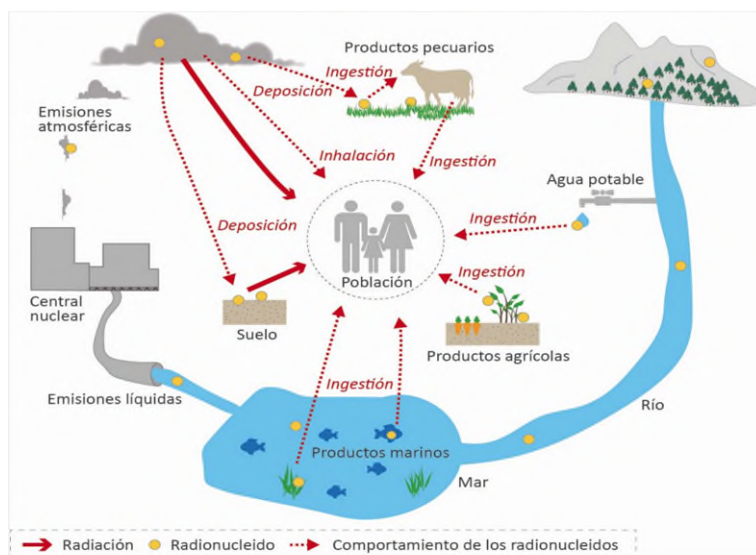 Productos pecuarios
Ingestión
Deposición
Emisiones
atmosféricas
Inhalación
Ingestión
Agua potable
Deposición
Ingestión
Población
Ingestión
Central
nuclear
Suelo
Productos agrícolas
Ingestión
Emisiones líquidas
Río
Productos marinos
Mar
Radiación
Radionucleido
Comportamiento de los radionucleidos